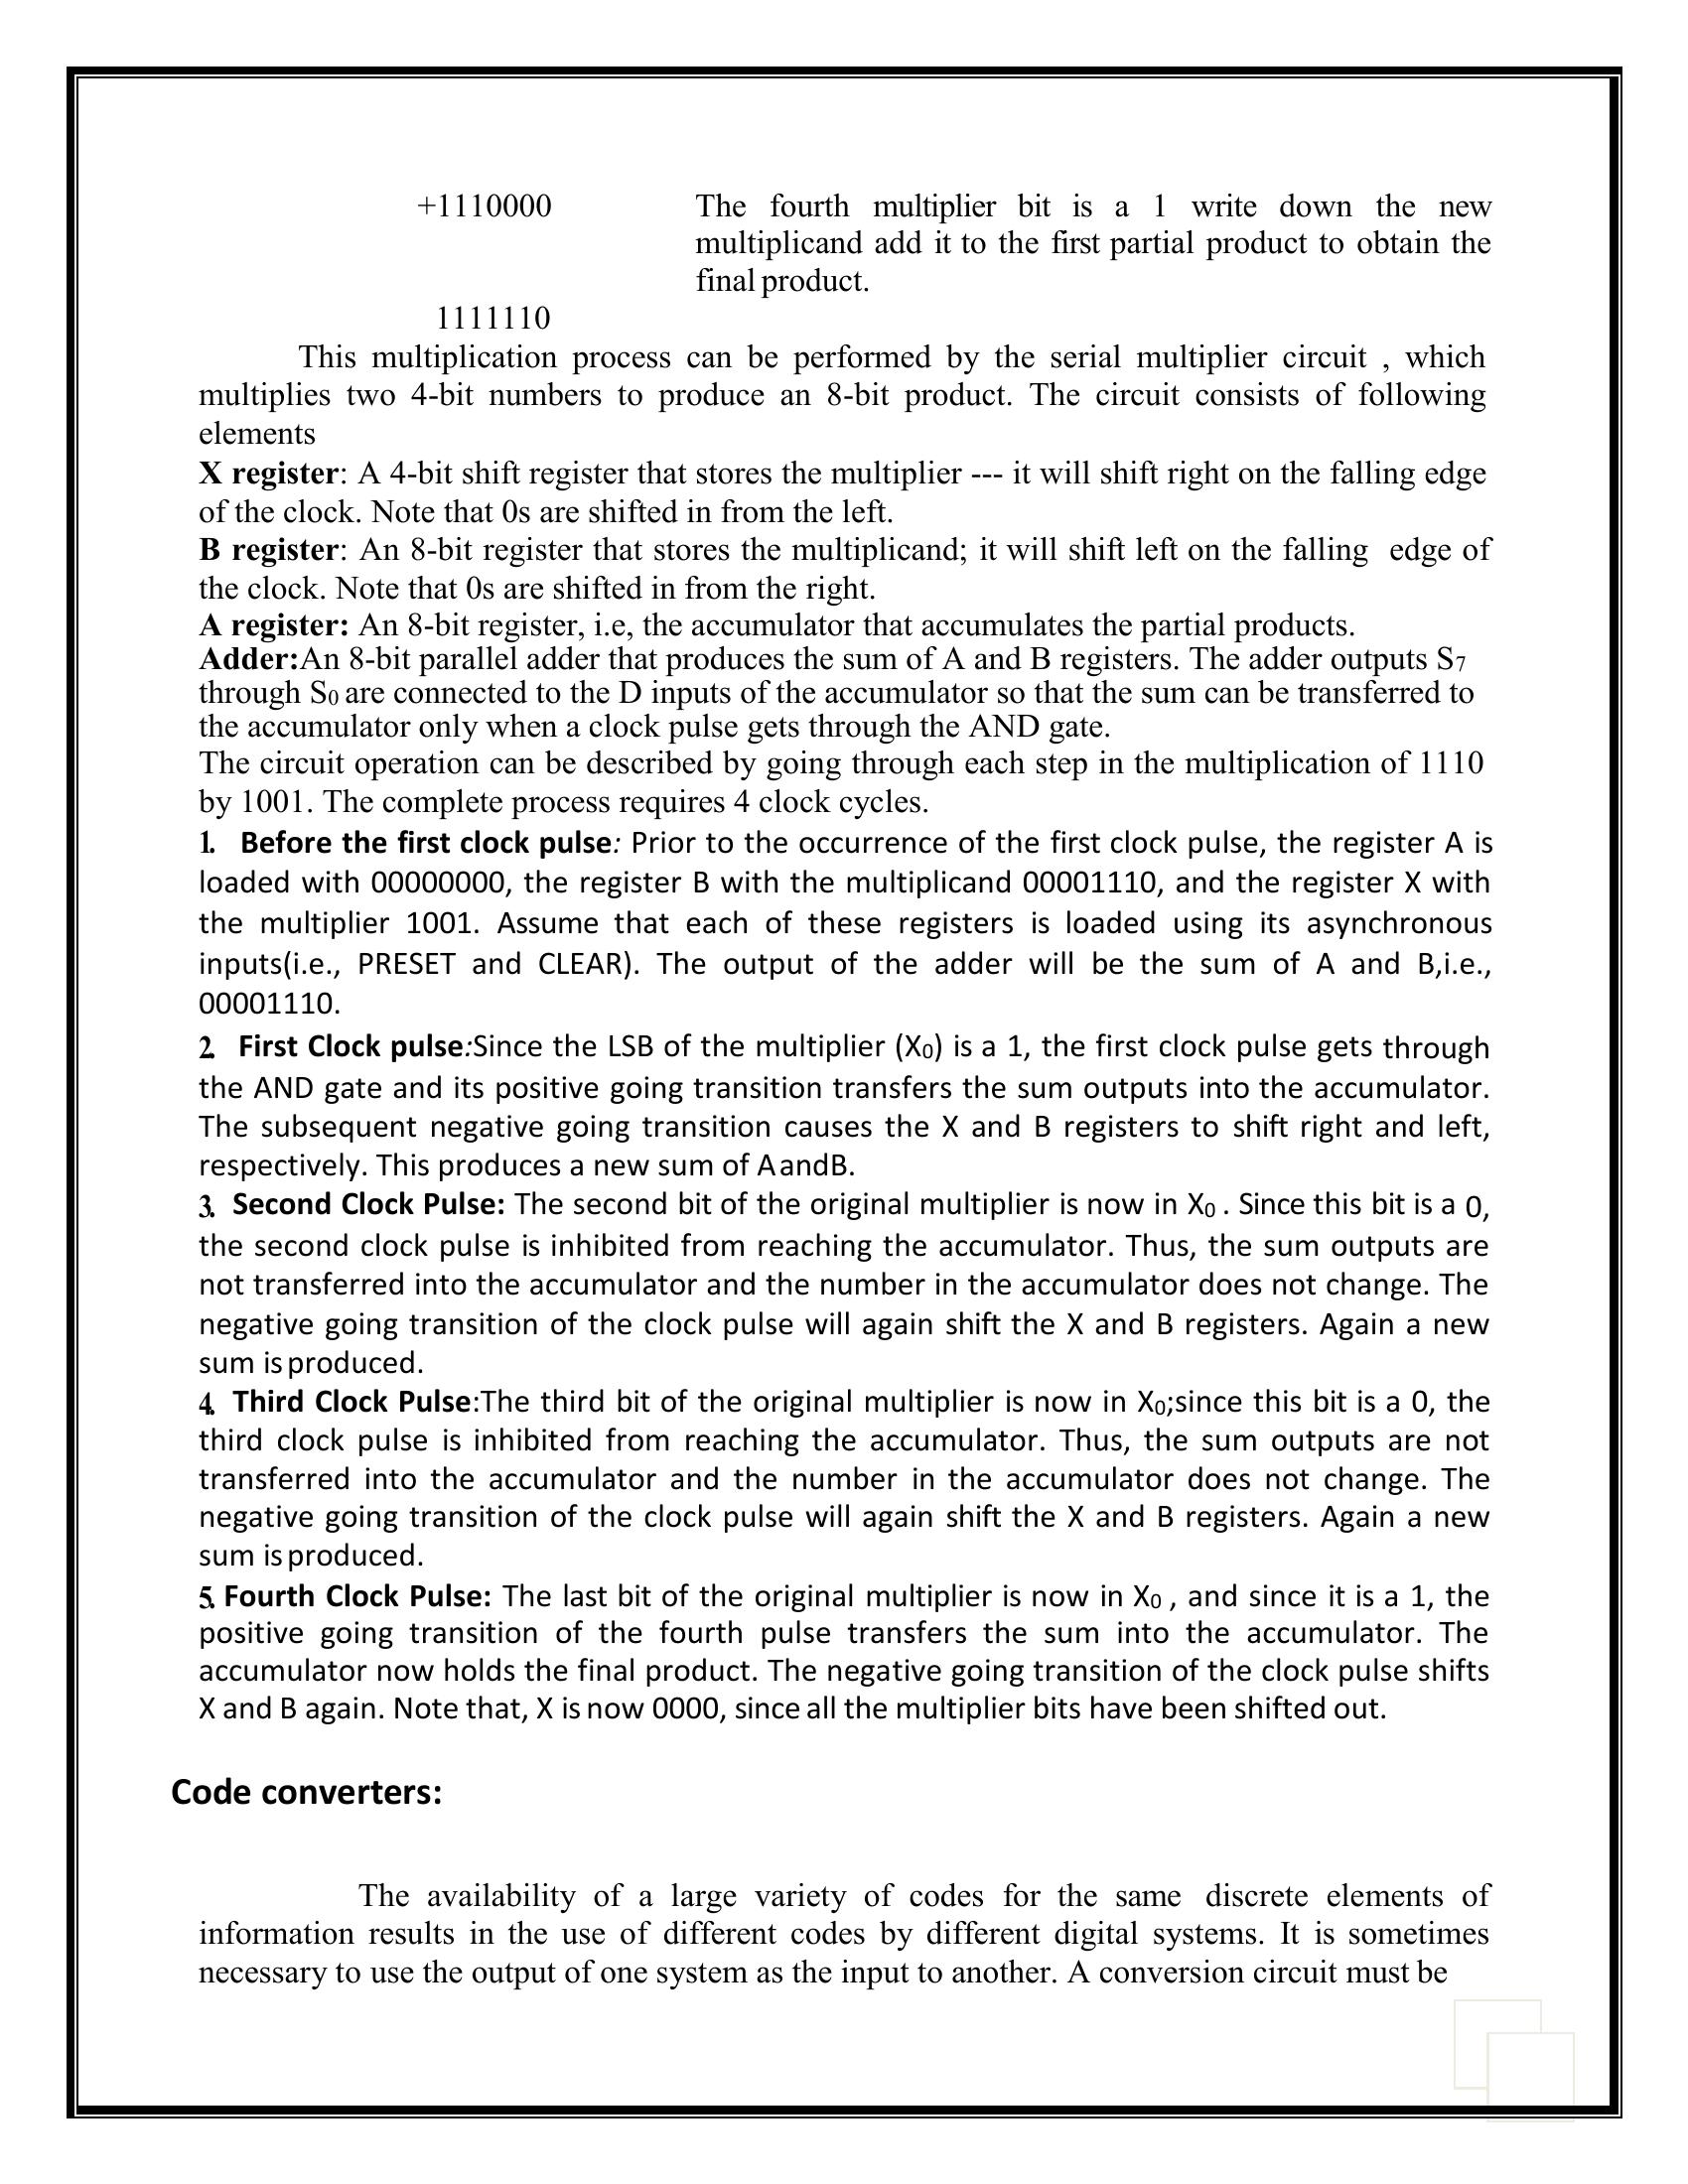 +1110000 The fourth multiplier bit is a 1 write down the new
multiplicand add it to the first partial product to obtain the
final product.
1111110
This multiplication process can be performed by the serial multiplier circuit , which
multiplies two 4-bit numbers to produce an 8-bit product. The circuit consists of following
elements
X register: A 4-bit shift register that stores the multiplier --- it will shift right on the falling edge
of the clock. Note that 0s are shifted in from the left.
B register: An 8-bit register that stores the multiplicand; it will shift left on the falling edge of
the clock. Note that 0s are shifted in from the right.
A register: An 8-bit register, i.e, the accumulator that accumulates the partial products.
Adder:An 8-bit parallel adder that produces the sum of A and B registers. The adder outputs S7
through S0 are connected to the D inputs of the accumulator so that the sum can be transferred to
the accumulator only when a clock pulse gets through the AND gate.
The circuit operation can be described by going through each step in the multiplication of 1110
by 1001. The complete process requires 4 clock cycles.
1. Before the first clock pulse: Prior to the occurrence of the first clock pulse, the register A is
loaded with 00000000, the register B with the multiplicand 00001110, and the register X with
the multiplier 1001. Assume that each of these registers is loaded using its asynchronous
inputs(i.e., PRESET and CLEAR). The output of the adder will be the sum of A and B,i.e.,
00001110.
2. First Clock pulse:Since the LSB of the multiplier (X0) is a 1, the first clock pulse gets through
the AND gate and its positive going transition transfers the sum outputs into the accumulator.
The subsequent negative going transition causes the X and B registers to shift right and left,
respectively. This produces a new sum of A andB.
3. Second Clock Pulse: The second bit of the original multiplier is now in X0 . Since this bit is a 0,
the second clock pulse is inhibited from reaching the accumulator. Thus, the sum outputs are
not transferred into the accumulator and the number in the accumulator does not change. The
negative going transition of the clock pulse will again shift the X and B registers. Again a new
sum is produced.
4. Third Clock Pulse:The third bit of the original multiplier is now in X0;since this bit is a 0, the
third clock pulse is inhibited from reaching the accumulator. Thus, the sum outputs are not
transferred into the accumulator and the number in the accumulator does not change. The
negative going transition of the clock pulse will again shift the X and B registers. Again a new
sum is produced.
5. Fourth Clock Pulse: The last bit of the original multiplier is now in X0 , and since it is a 1, the
positive going transition of the fourth pulse transfers the sum into the accumulator. The
accumulator now holds the final product. The negative going transition of the clock pulse shifts
X and B again. Note that, X is now 0000, since all the multiplier bits have been shifted out.
Code converters:
The availability of a large variety of codes for the same discrete elements of
information results in the use of different codes by different digital systems. It is sometimes
necessary to use the output of one system as the input to another. A conversion circuit must be